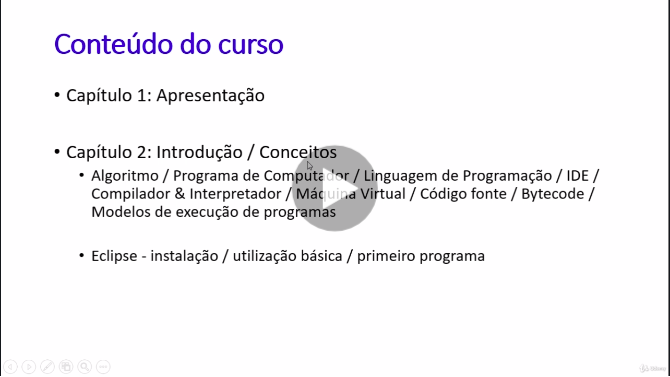 Conteúdo do curso
• Capítulo 1: Apresentação
• Capítulo 2: Introdução / Conceitos
• Algoritmo / Programa de Computador / Linguagem de Programação / IDE /
Compilador & Interpretador / Máquina Virtual / Código fonte / Bytecode /
Modelos de execução de programas
• Eclipse - instalação / utilização básica / primeiro programa